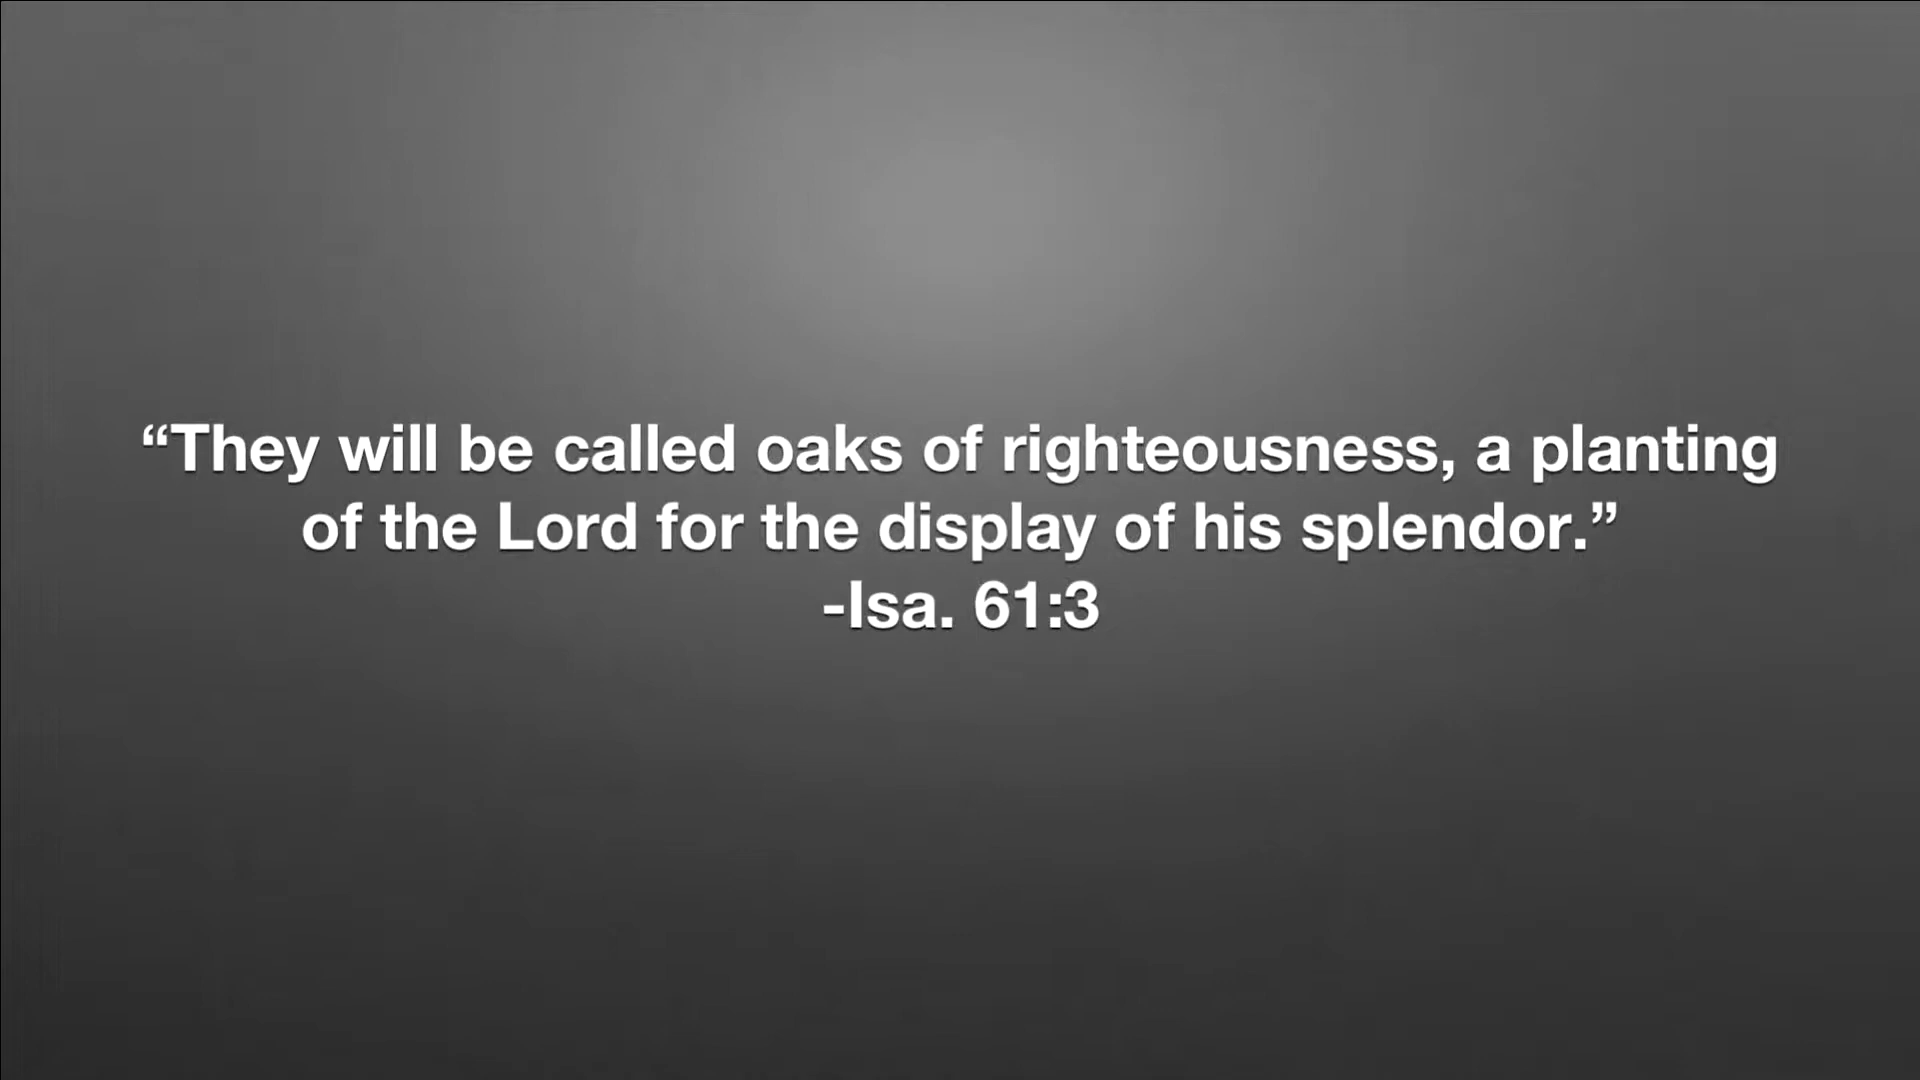 “They will be called oaks of righteousness, a planting
of the Lord for the display of his splendor.”
-Isa. 61:3